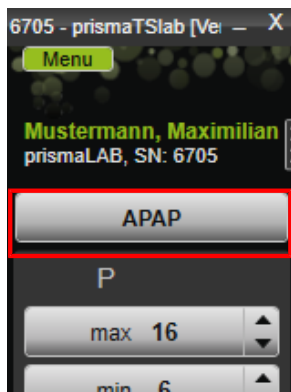 6705 - prismaTSlab [Ve
Menu
Mustermann, Maximilian
prismaLAB, SN: 6705
APAP
P
max 16
min 6